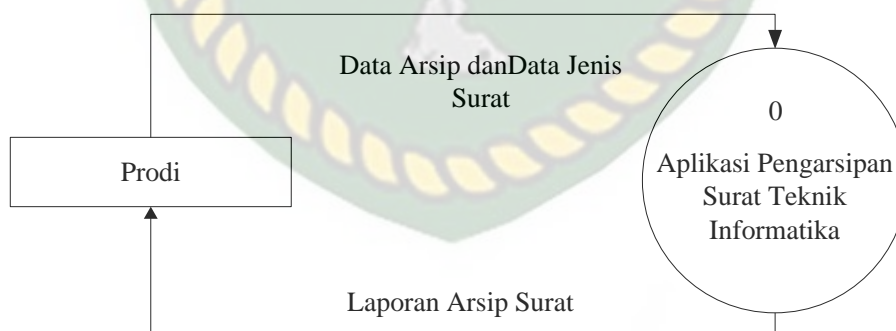 Data Arsip danData Jenis
Surat
Prodi
0
Aplikasi Pengarsipan
Surat Teknik
Informatika
Laporan Arsip Surat